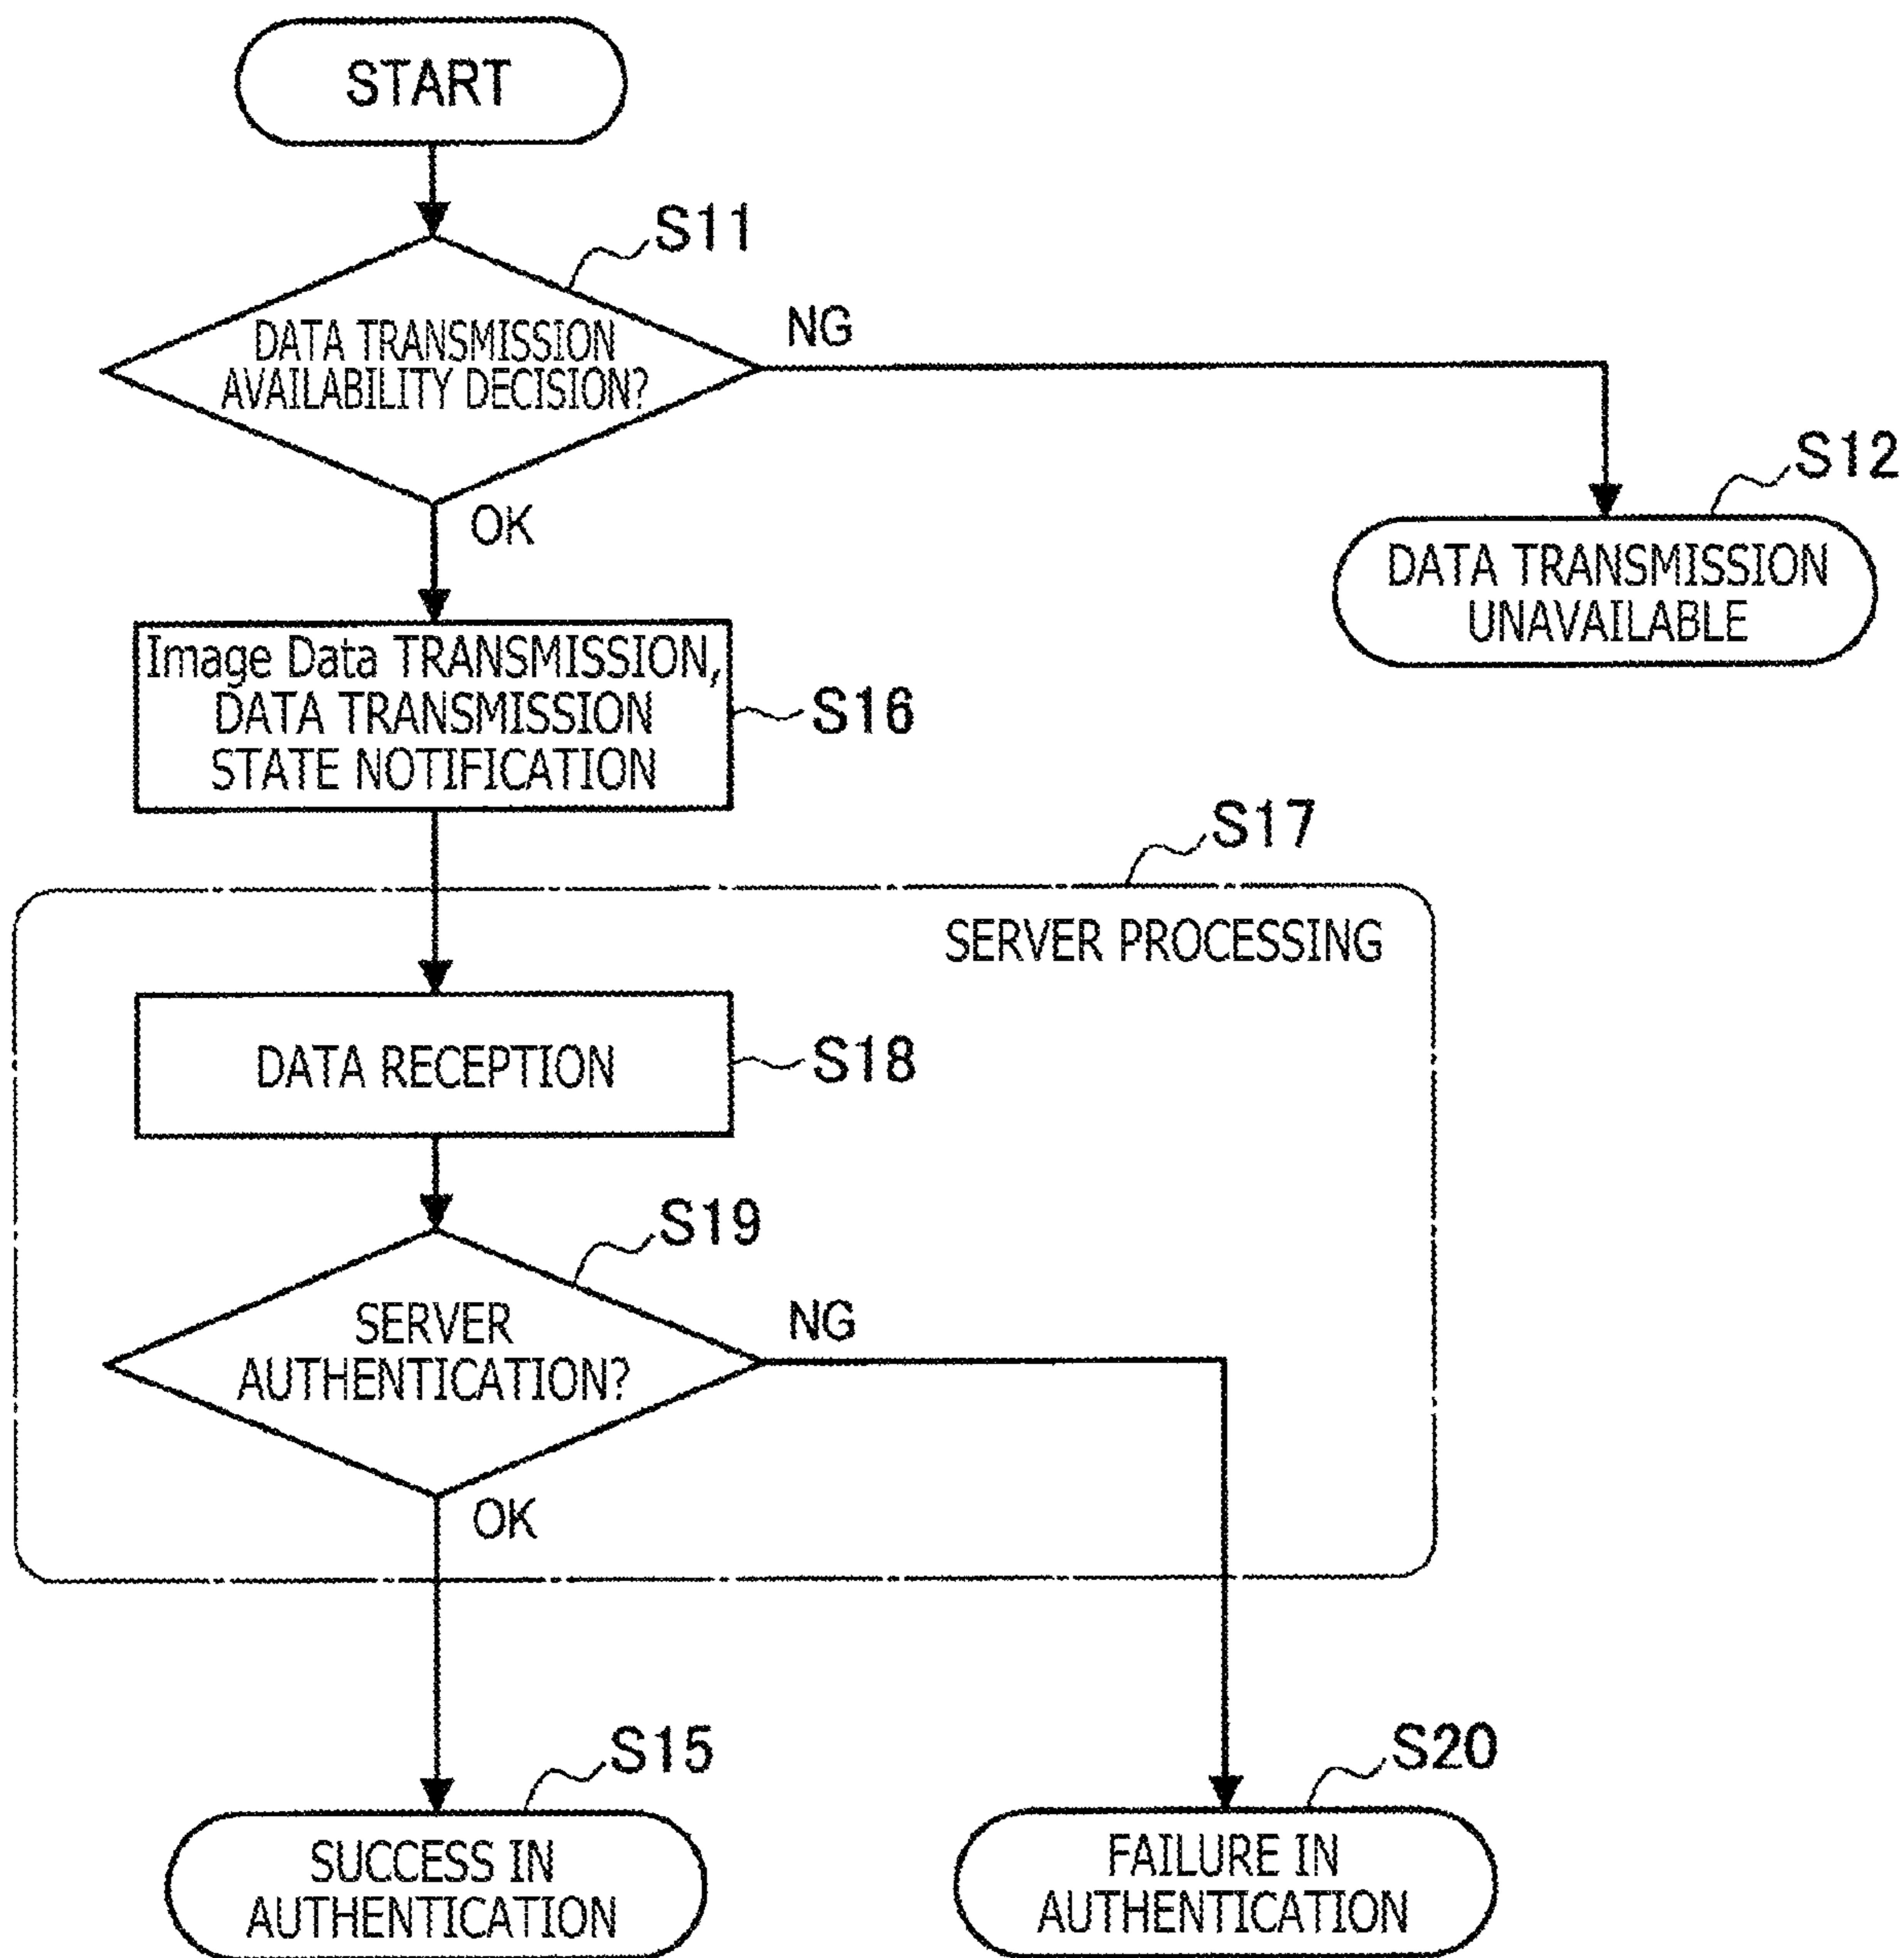 START
S11
DATA TRANSMISSION
AVAILABILITY DECISION?
NG
OK
S12
DATA TRANSMISSION
UNAVAILABLE
Image Data TRANSMISSION,
DATA TRANSMISSION
STATE NOTIFICATION
S16
S17
SERVER PROCESSING
DATA RECEPTION
S18
S19
SERVER
AUTHENTICATION?
NG
OK
S15
SUCCESS IN
AUTHENTICATION
S20
FAILURE IN
AUTHENTICATION